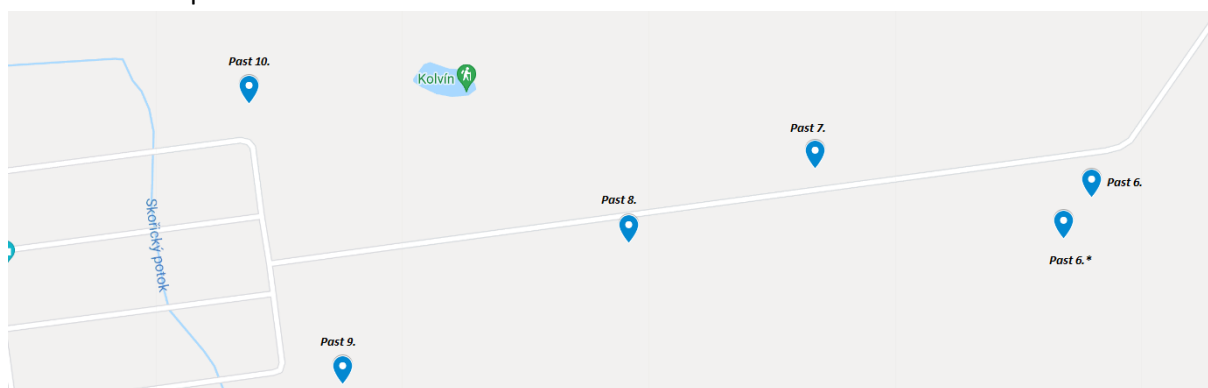 Past 10.
Kolvín
Past 7.
Past 6.
Past 8.
Past 6.*
Skořický potok
Past 9.